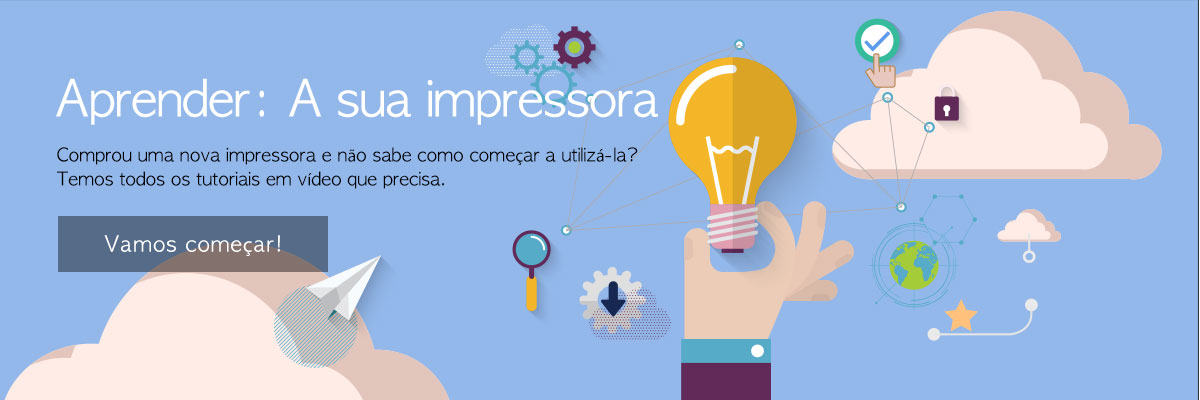 Aprender: A sua impressora
Comprou uma nova impressora e não sabe como começar a utilizá-la?
Temos todos os tutoriais em vídeo que precisa.
Vamos começar!